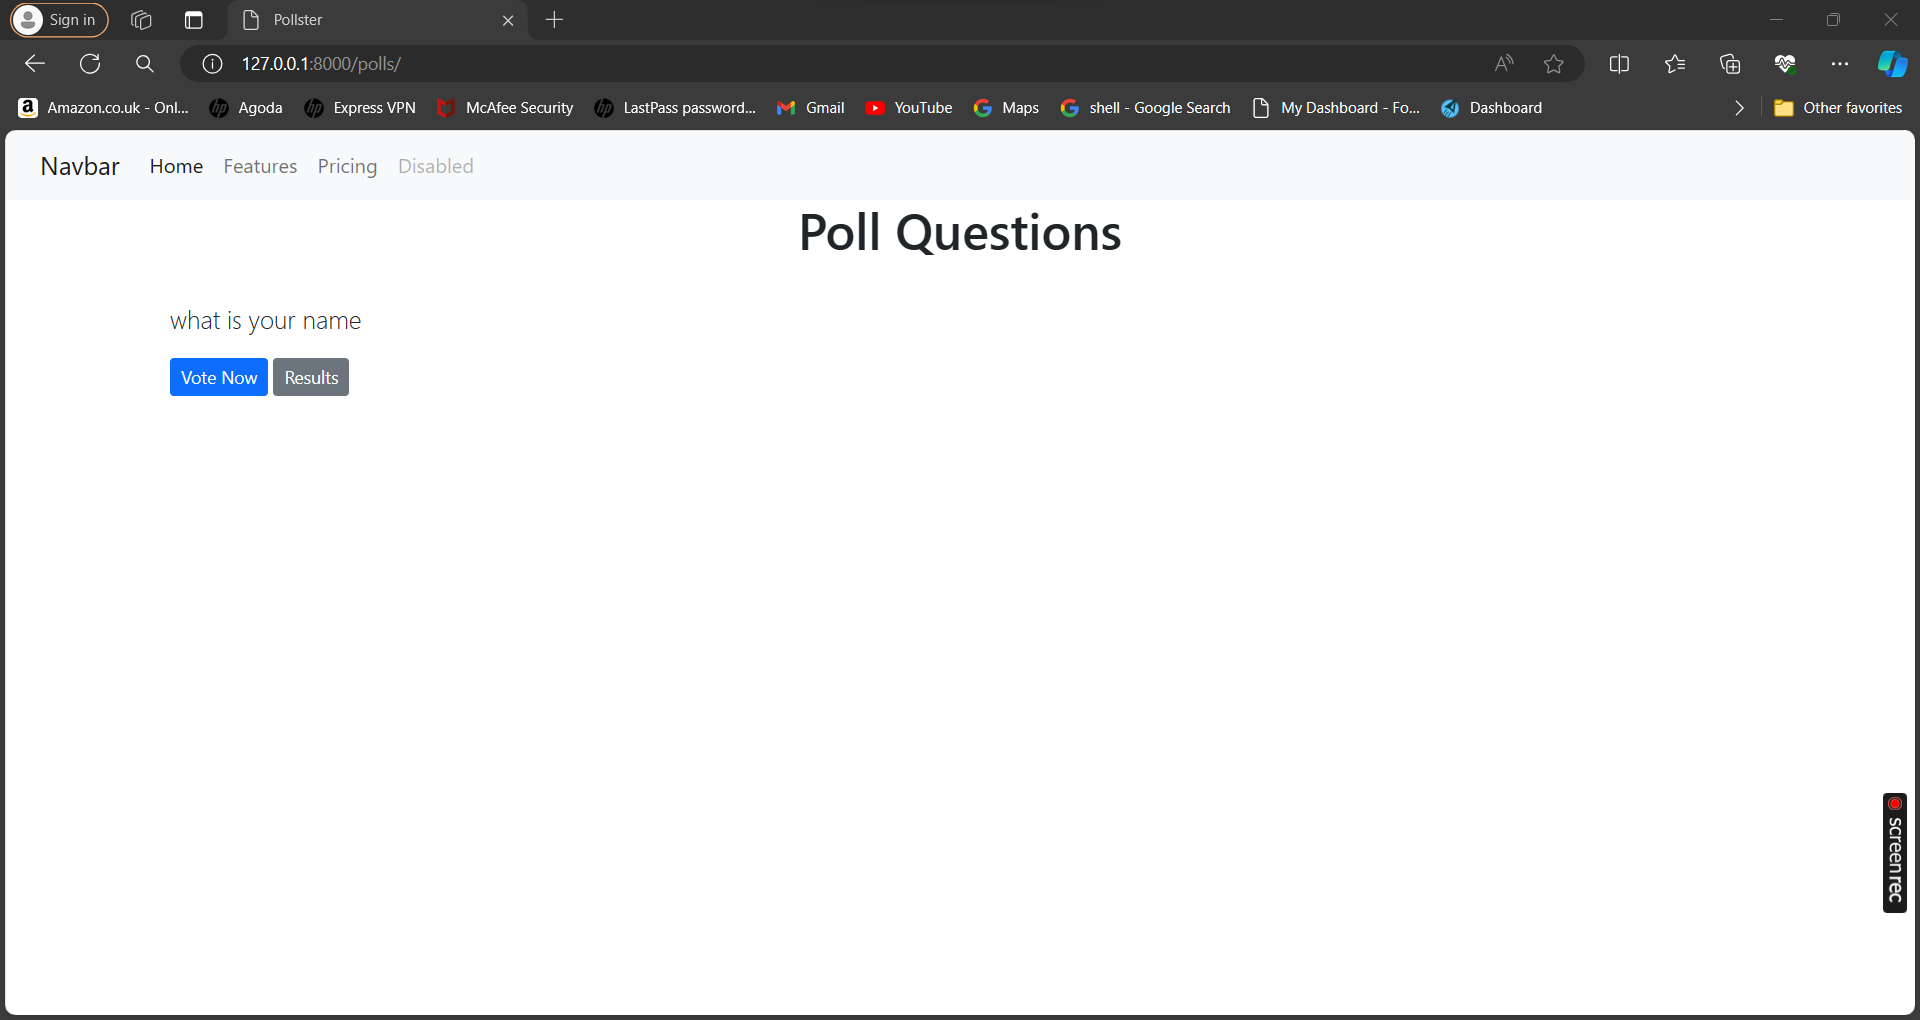 Sign in
Pollster
127.0.0.1:8000/polls/
Amazon.co.uk - Onl... Agoda Express VPN McAfee Security LastPass password... Gmail YouTube Maps shell - Google Search My Dashboard - Fo... Dashboard Other favorites
Navbar Home Features Pricing Disabled
Poll Questions
what is your name
Vote Now Results
screenrec